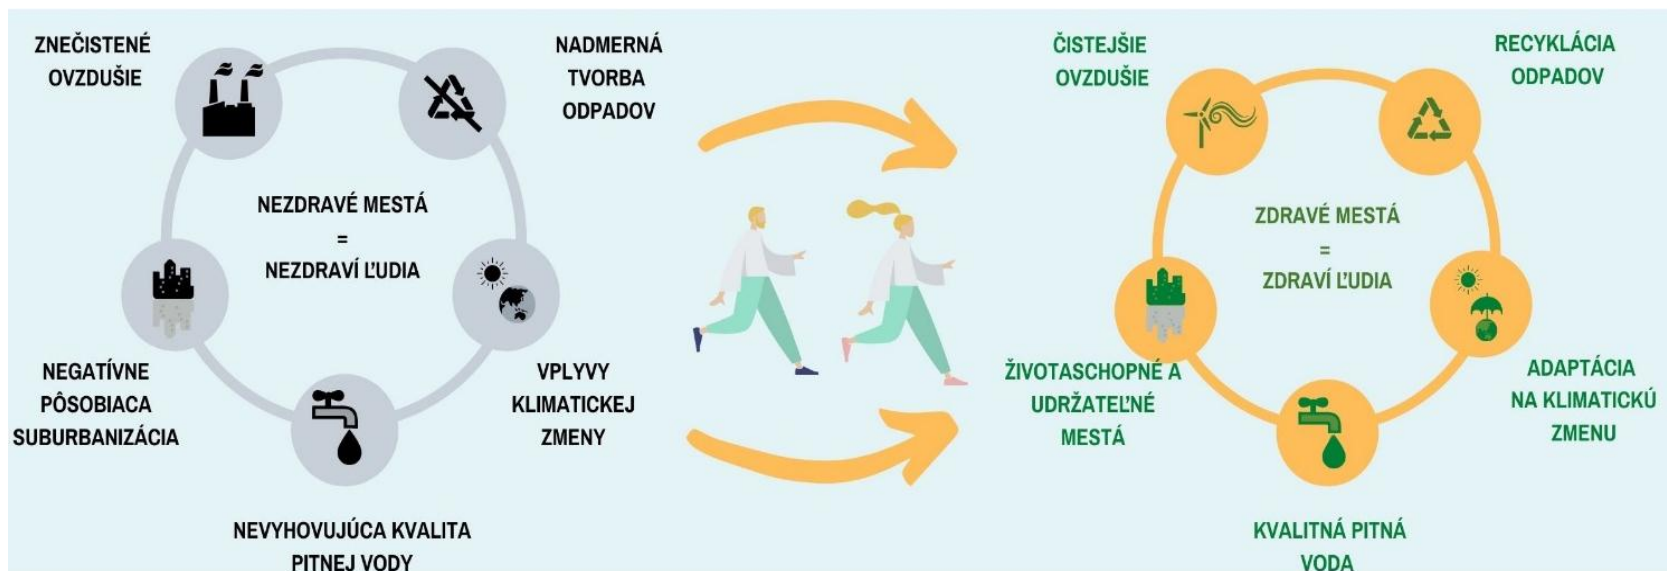 ZNEČISTENÉ
OVZDUŠIE
NADMERNÁ
TVORBA
ODPADOV
NEZDRAVÉ MESTÁ
=
NEZDRAVÍ ĽUDIA
NEGATÍVNE
PÔSOBIACA
SUBURBANIZÁCIA
VPLYVY
KLIMATICKEJ
ZMENY
NEVYHOVUJÚCA KVALITA
PITNEJ VODY
ČISTEJŠIE
OVZDUŠIE
RECYKLÁCIA
ODPADOV
ZDRAVÉ MESTÁ
=
ZDRAVÍ ĽUDIA
ŽIVOTASCHOPNÉ A
UDRŽATEĽNÉ
MESTÁ
ADAPTÁCIA
NA KLIMATICKÚ
ZMENU
KVALITNÁ PITNÁ
VODA